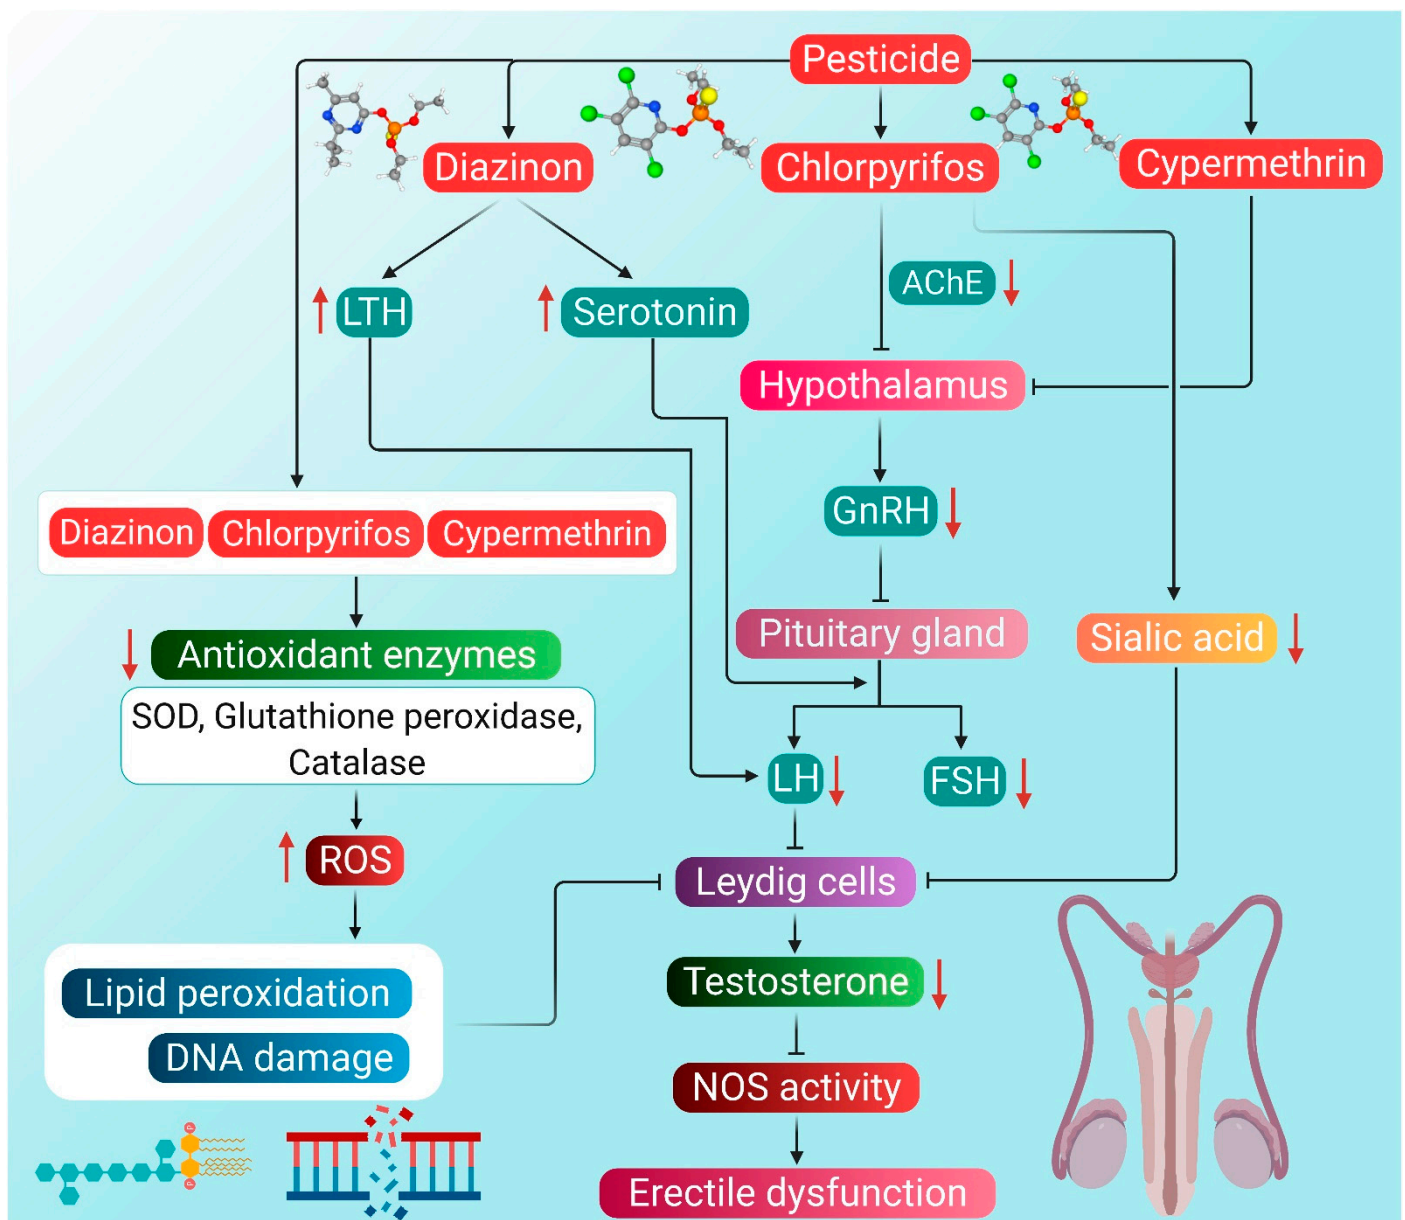 Pesticide
Diazinon
Chlorpyrifos
Cypermethrin
LTH
Serotonin
AChE
Hypothalamus
GnRH
Diazinon
Chlorpyrifos
Cypermethrin
Pituitary gland
Sialic acid
Antioxidant enzymes
SOD, Glutathione peroxidase,
Catalase
LH
FSH
ROS
Leydig cells
Lipid peroxidation
DNA damage
Testosterone
NOS activity
Erectile dysfunction
P
P